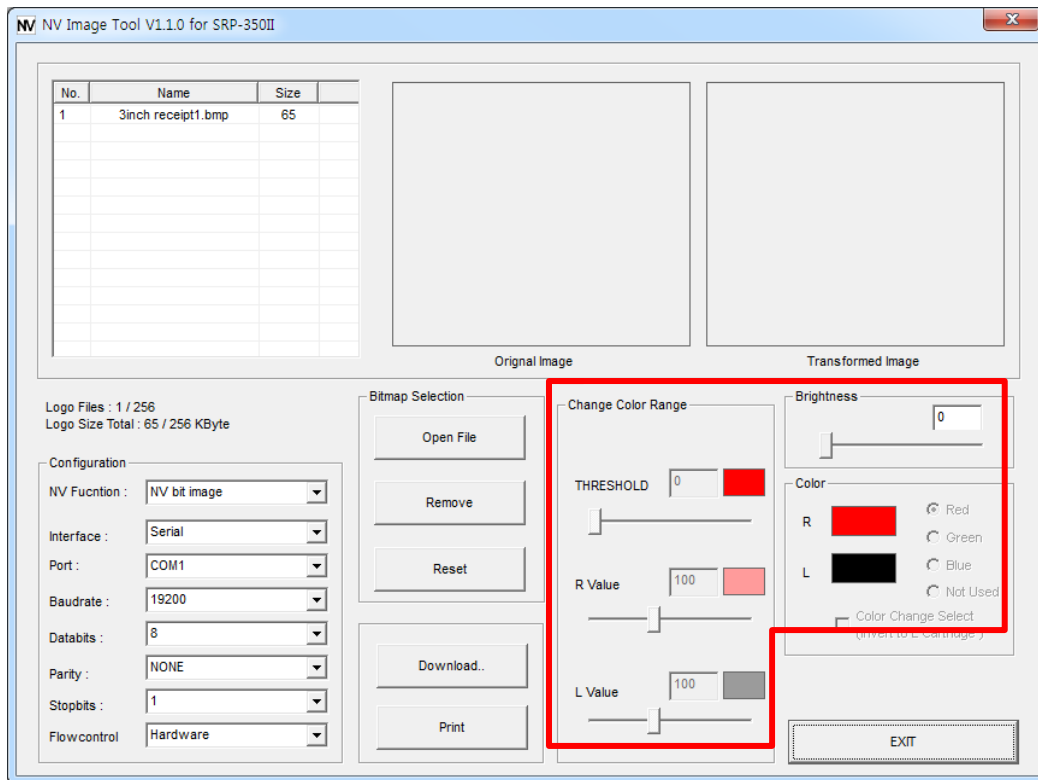 NV NV Image Tool V1.1.0 for SRP-350II
No. Name Size
1 3inch receipt1.bmp 65
Orignal Image
Transformed Image
Logo Files : 1 / 256
Logo Size Total : 65 / 256 KByte
Configuration
NV Fucntion : NV bit image
Interface : Serial
Port : COM1
Baudrate : 19200
Databits : 8
Parity : NONE
Stopbits : 1
Flowcontrol Hardware
Bitmap Selection
Open File
Remove
Reset
Download..
Print
Change Color Range
THRESHOLD 0
R Value 100
L Value 100
Brightness
0
Color
R
L
Red
Green
Blue
Not Used
Color Change Select
(Invert to L Cartriage )
EXIT